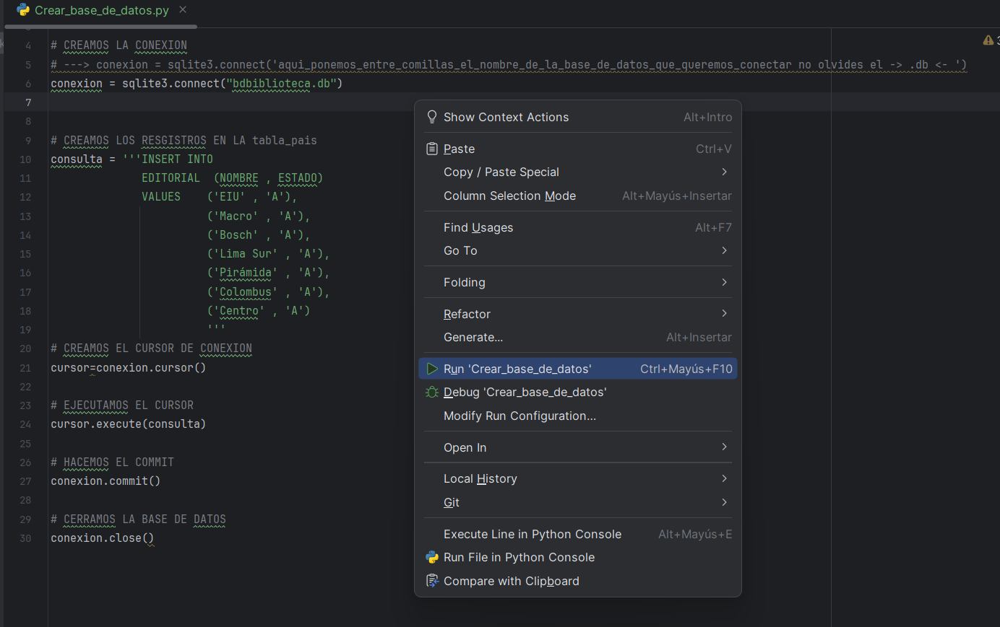 Crear_base_de_datos.py
4 # CREAMOS LA CONEXION
5 # ---> conexion = sqlite3.connect('aqui_ponemos_entre_comillas_el_nombre_de_la_base_de_datos_que_queremos_conectar no olvides el -> .db <- ')
6 conexion = sqlite3.connect("bdbiblioteca.db")
7
8
9 # CREAMOS LOS RESGISTROS EN LA tabla_pais
10 consulta = '''INSERT INTO
11 EDITORIAL (NOMBRE , ESTADO)
12 VALUES ('EIU' , 'A'),
13 ('Macro' , 'A'),
14 ('Bosch' , 'A'),
15 ('Lima Sur' , 'A'),
16 ('Pirámida' , 'A'),
17 ('Colombus' , 'A'),
18 ('Centro' , 'A')
19 '''
20 # CREAMOS EL CURSOR DE CONEXION
21 cursor=conexion.cursor()
22
23 # EJECUTAMOS EL CURSOR
24 cursor.execute(consulta)
25
26 # HACEMOS EL COMMIT
27 conexion.commit()
28
29 # CERRAMOS LA BASE DE DATOS
30 conexion.close()
Show Context Actions Alt+Intro
Paste Ctrl+V
Copy / Paste Special
Column Selection Mode Alt+Mayús+Insertar
Find Usages Alt+F7
Go To
Folding
Refactor
Generate... Alt+Insertar
Run 'Crear_base_de_datos' Ctrl+Mayús+F10
Debug 'Crear_base_de_datos'
Modify Run Configuration...
Open In
Local History
Git
Execute Line in Python Console Alt+Mayús+E
Run File in Python Console
Compare with Clipboard